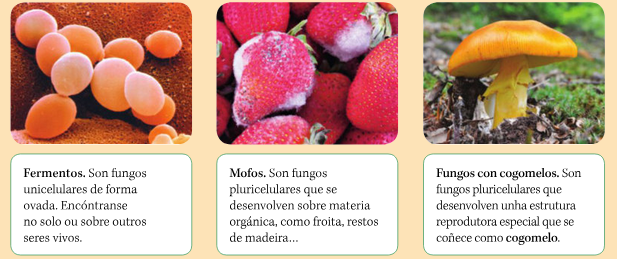 Fermentos. Son fungos
unicelulares de forma
ovada. Encóntranse
no solo ou sobre outros
seres vivos.
Mofos. Son fungos
pluricelulares que se
desenvolven sobre materia
orgánica, como froita, restos
de madeira...
Fungos con cogomelos. Son
fungos pluricelulares que
desenvolven unha estrutura
reprodutora especial que se
coñece como cogomelo.